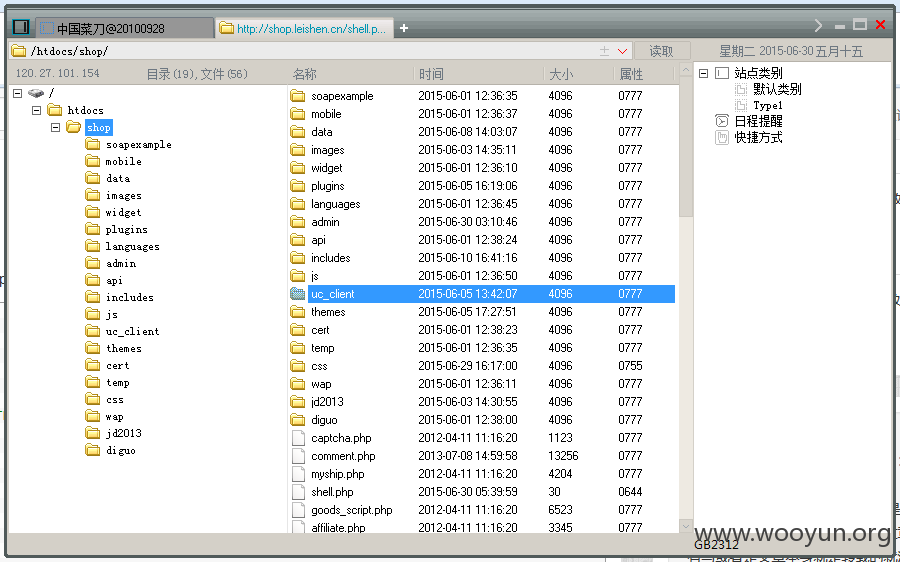 中国菜刀@20100928 http://shop.leishen.cn/shell.p... +
/htdocs/shop/ 读取 星期二 2015-06-30 五月十五
120.27.101.154 目录(19),文件(56) 名称 时间 大小 属性
/
htdocs
shop
soapexample
mobile
data
images
widget
plugins
languages
admin
api
includes
js
uc_client
themes
cert
temp
css
wap
jd2013
diguo
soapexample 2015-06-01 12:36:35 4096 0777
mobile 2015-06-01 12:36:37 4096 0777
data 2015-06-08 14:03:07 4096 0777
images 2015-06-03 14:35:11 4096 0777
widget 2015-06-01 12:36:10 4096 0777
plugins 2015-06-05 16:19:06 4096 0777
languages 2015-06-01 12:36:45 4096 0777
admin 2015-06-30 03:10:46 4096 0777
api 2015-06-01 12:38:24 4096 0777
includes 2015-06-10 16:41:16 4096 0777
js 2015-06-01 12:36:50 4096 0777
uc_client 2015-06-05 13:42:07 4096 0777
themes 2015-06-05 17:27:51 4096 0777
cert 2015-06-01 12:38:23 4096 0777
temp 2015-06-01 12:36:35 4096 0777
css 2015-06-29 16:17:00 4096 0755
wap 2015-06-01 12:36:11 4096 0777
jd2013 2015-06-03 14:30:55 4096 0777
diguo 2015-06-01 12:38:00 4096 0777
captcha.php 2012-04-11 11:16:20 1123 0777
comment.php 2013-07-08 14:59:58 13256 0777
myship.php 2012-04-11 11:16:20 4204 0777
shell.php 2015-06-30 05:39:59 30 0644
goods_script.php 2012-04-11 11:16:20 6523 0777
affiliate.php 2012-04-11 11:16:20 3345 0777
站点类别
默认类别
Type1
日程提醒
快捷方式
www.wooyun.org
GB2312